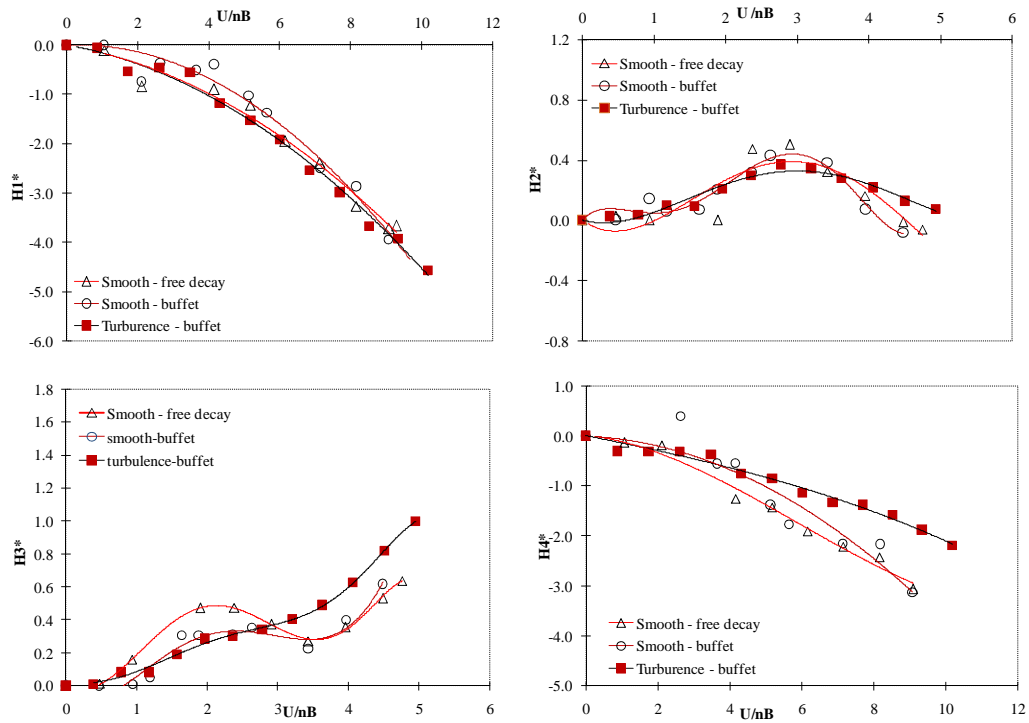 U/nB
0 2 4 6 8 10 12
0.0
-1.0
-2.0
-3.0
-4.0
-5.0
-6.0
H1*
Smooth - free decay
Smooth - buffet
Turburence - buffet
U/nB
0 1 2 3 4 5 6
1.2
0.8
0.4
0.0
-0.4
-0.8
H2*
Smooth - free decay
Smooth - buffet
Turburence - buffet
1.8
1.6
1.4
1.2
1.0
0.8
0.6
0.4
0.2
0.0
H3*
Smooth - free decay
smooth-buffet
turbulence-buffet
0 1 2 3 4 5 6
U/nB
1.0
0.0
-1.0
-2.0
-3.0
-4.0
-5.0
H4*
Smooth - free decay
Smooth - buffet
Turburence - buffet
0 2 4 6 8 10 12
U/nB